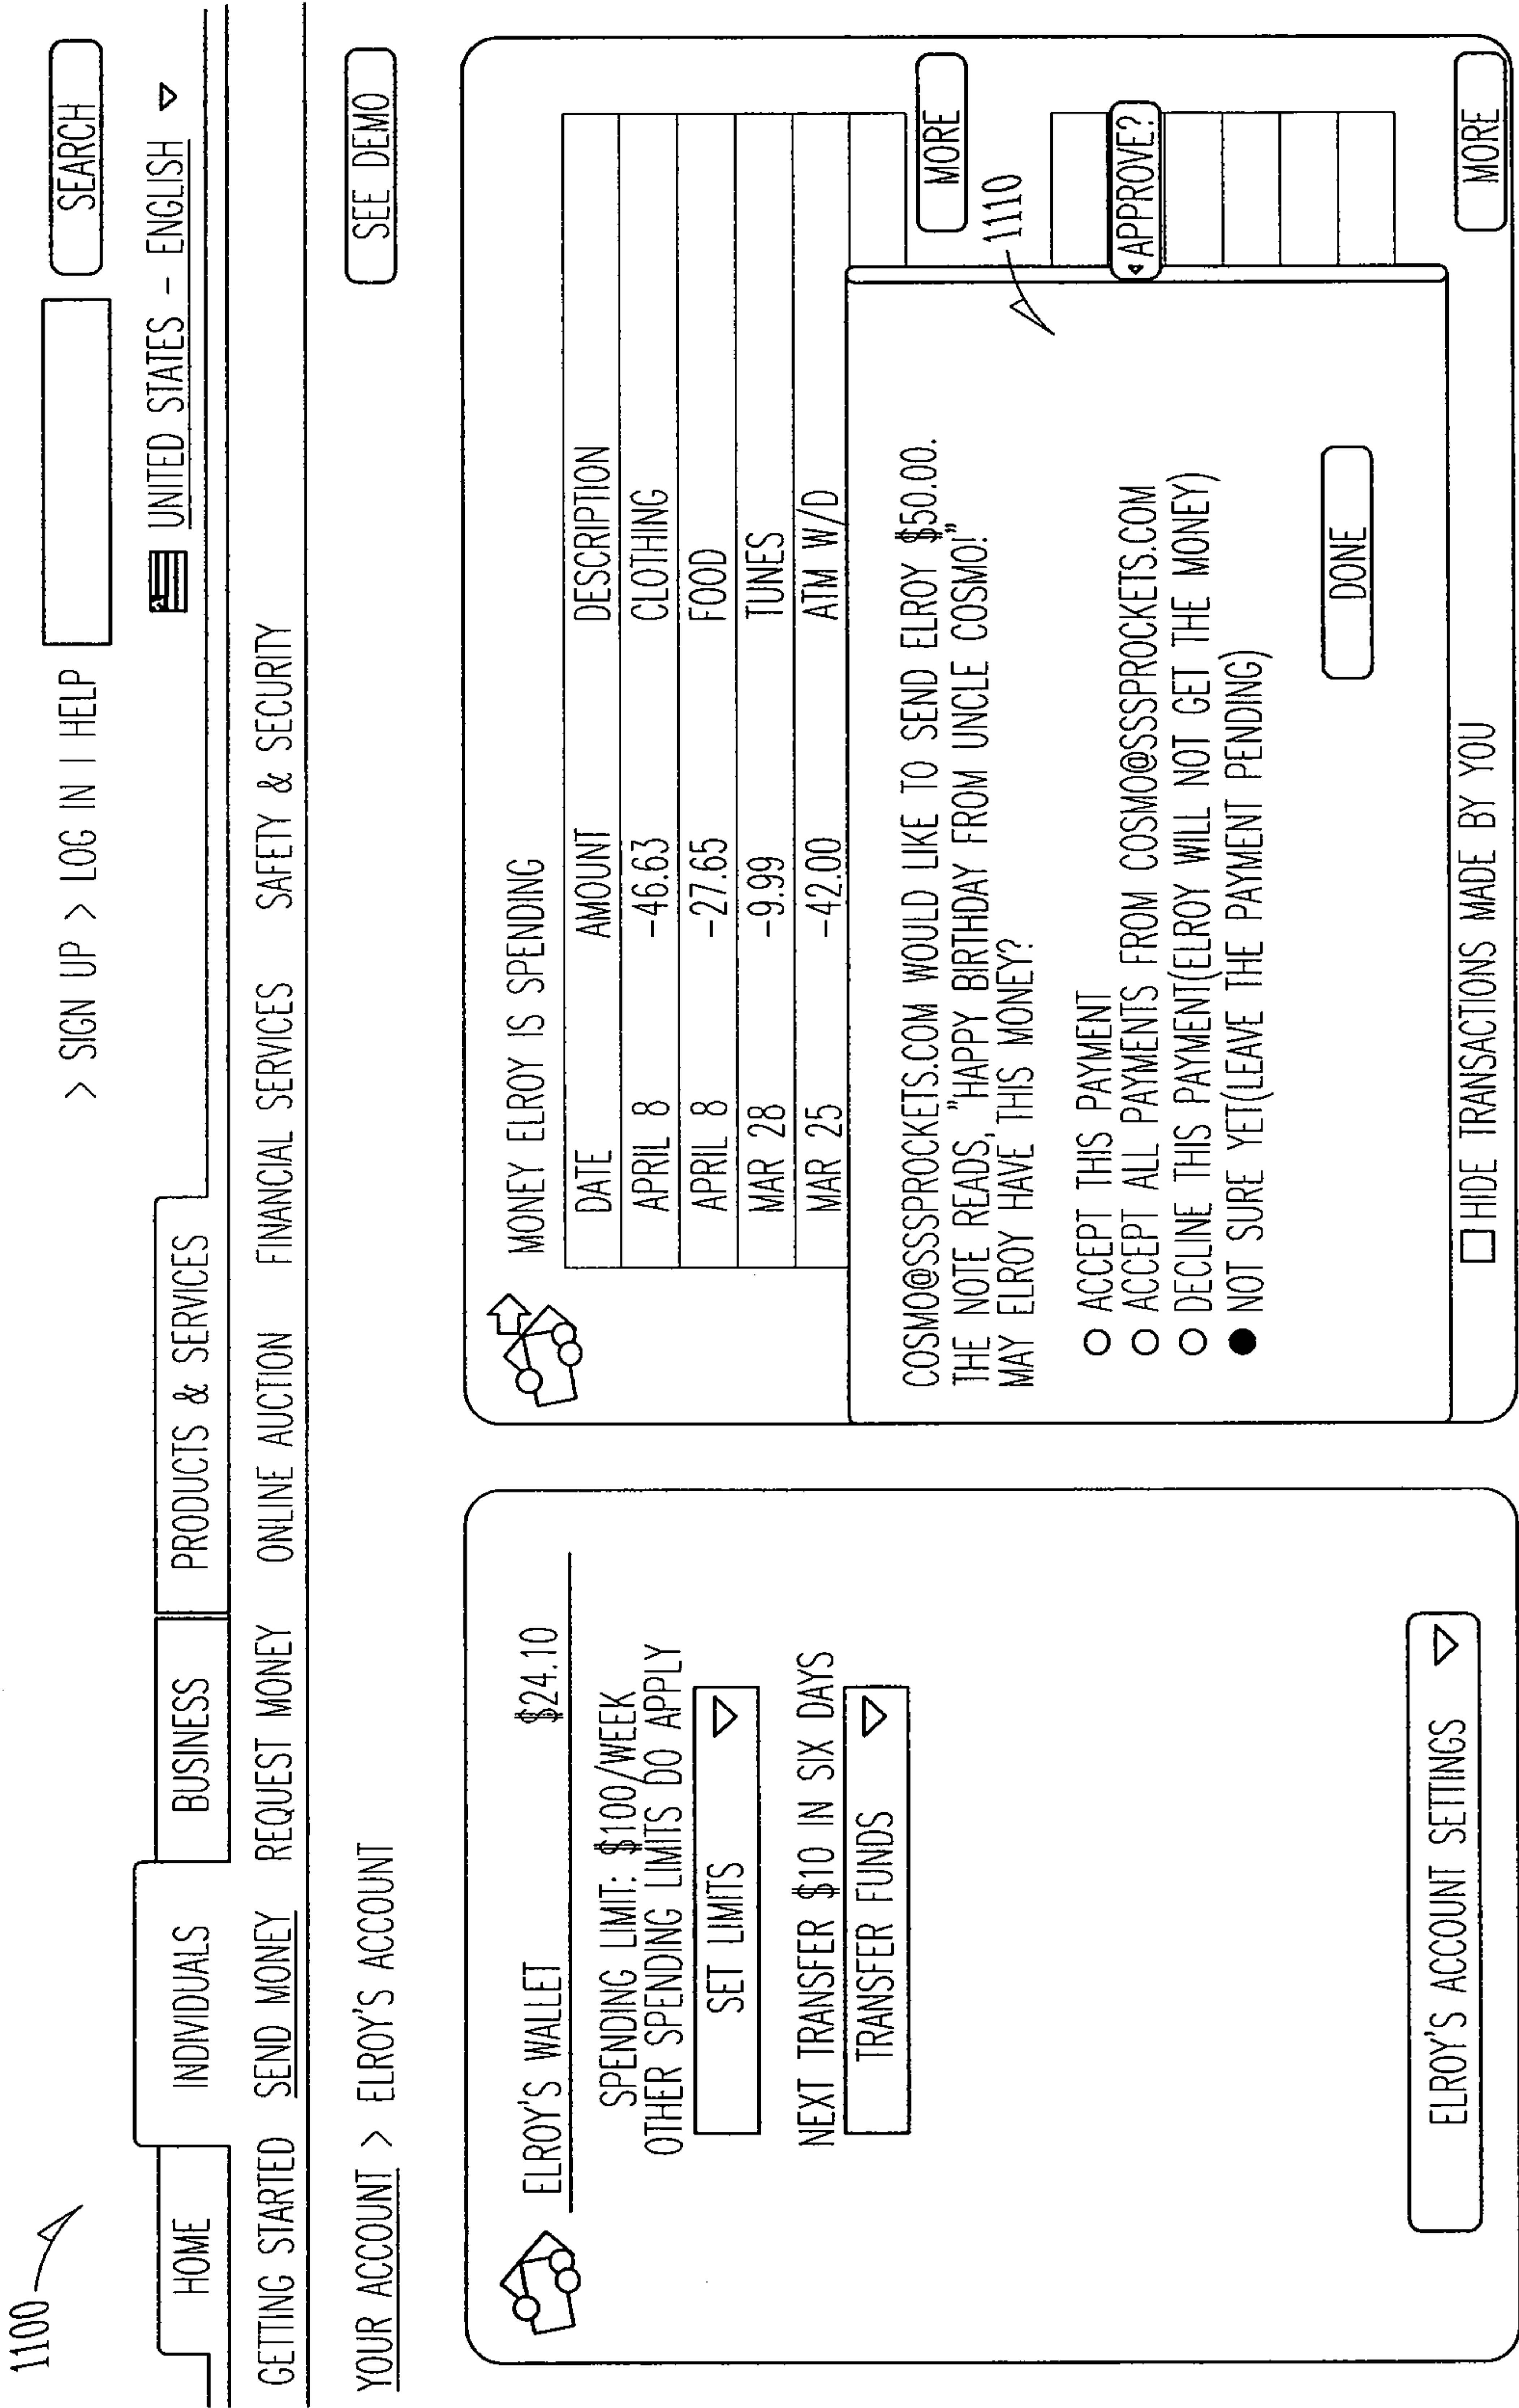 1100
> SIGN UP > LOG IN | HELP
SEARCH
UNITED STATES - ENGLISH
HOME
INDIVIDUALS
BUSINESS
PRODUCTS & SERVICES
GETTING STARTED SEND MONEY REQUEST MONEY ONLINE AUCTION FINANCIAL SERVICES SAFETY & SECURITY
YOUR ACCOUNT > ELROY'S ACCOUNT
SEE DEMO
ELROY'S WALLET $24.10
SPENDING LIMIT: $100/WEEK
OTHER SPENDING LIMITS DO APPLY
SET LIMITS
NEXT TRANSFER $10 IN SIX DAYS
TRANSFER FUNDS
ELROY'S ACCOUNT SETTINGS
MONEY ELROY IS SPENDING
DATE AMOUNT DESCRIPTION
APRIL 8 -46.63 CLOTHING
APRIL 8 -27.65 FOOD
MAR 28 -9.99 TUNES
MAR 25 -42.00 ATM W/D
MORE
1110
COSMO@SSSPROCKETS.COM WOULD LIKE TO SEND ELROY $50.00.
THE NOTE READS, "HAPPY BIRTHDAY FROM UNCLE COSMO!"
MAY ELROY HAVE THIS MONEY?
APPROVE?
ACCEPT THIS PAYMENT
ACCEPT ALL PAYMENTS FROM COSMO@SSSPROCKETS.COM
DECLINE THIS PAYMENT(ELROY WILL NOT GET THE MONEY)
NOT SURE YET(LEAVE THE PAYMENT PENDING)
DONE
HIDE TRANSACTIONS MADE BY YOU
MORE